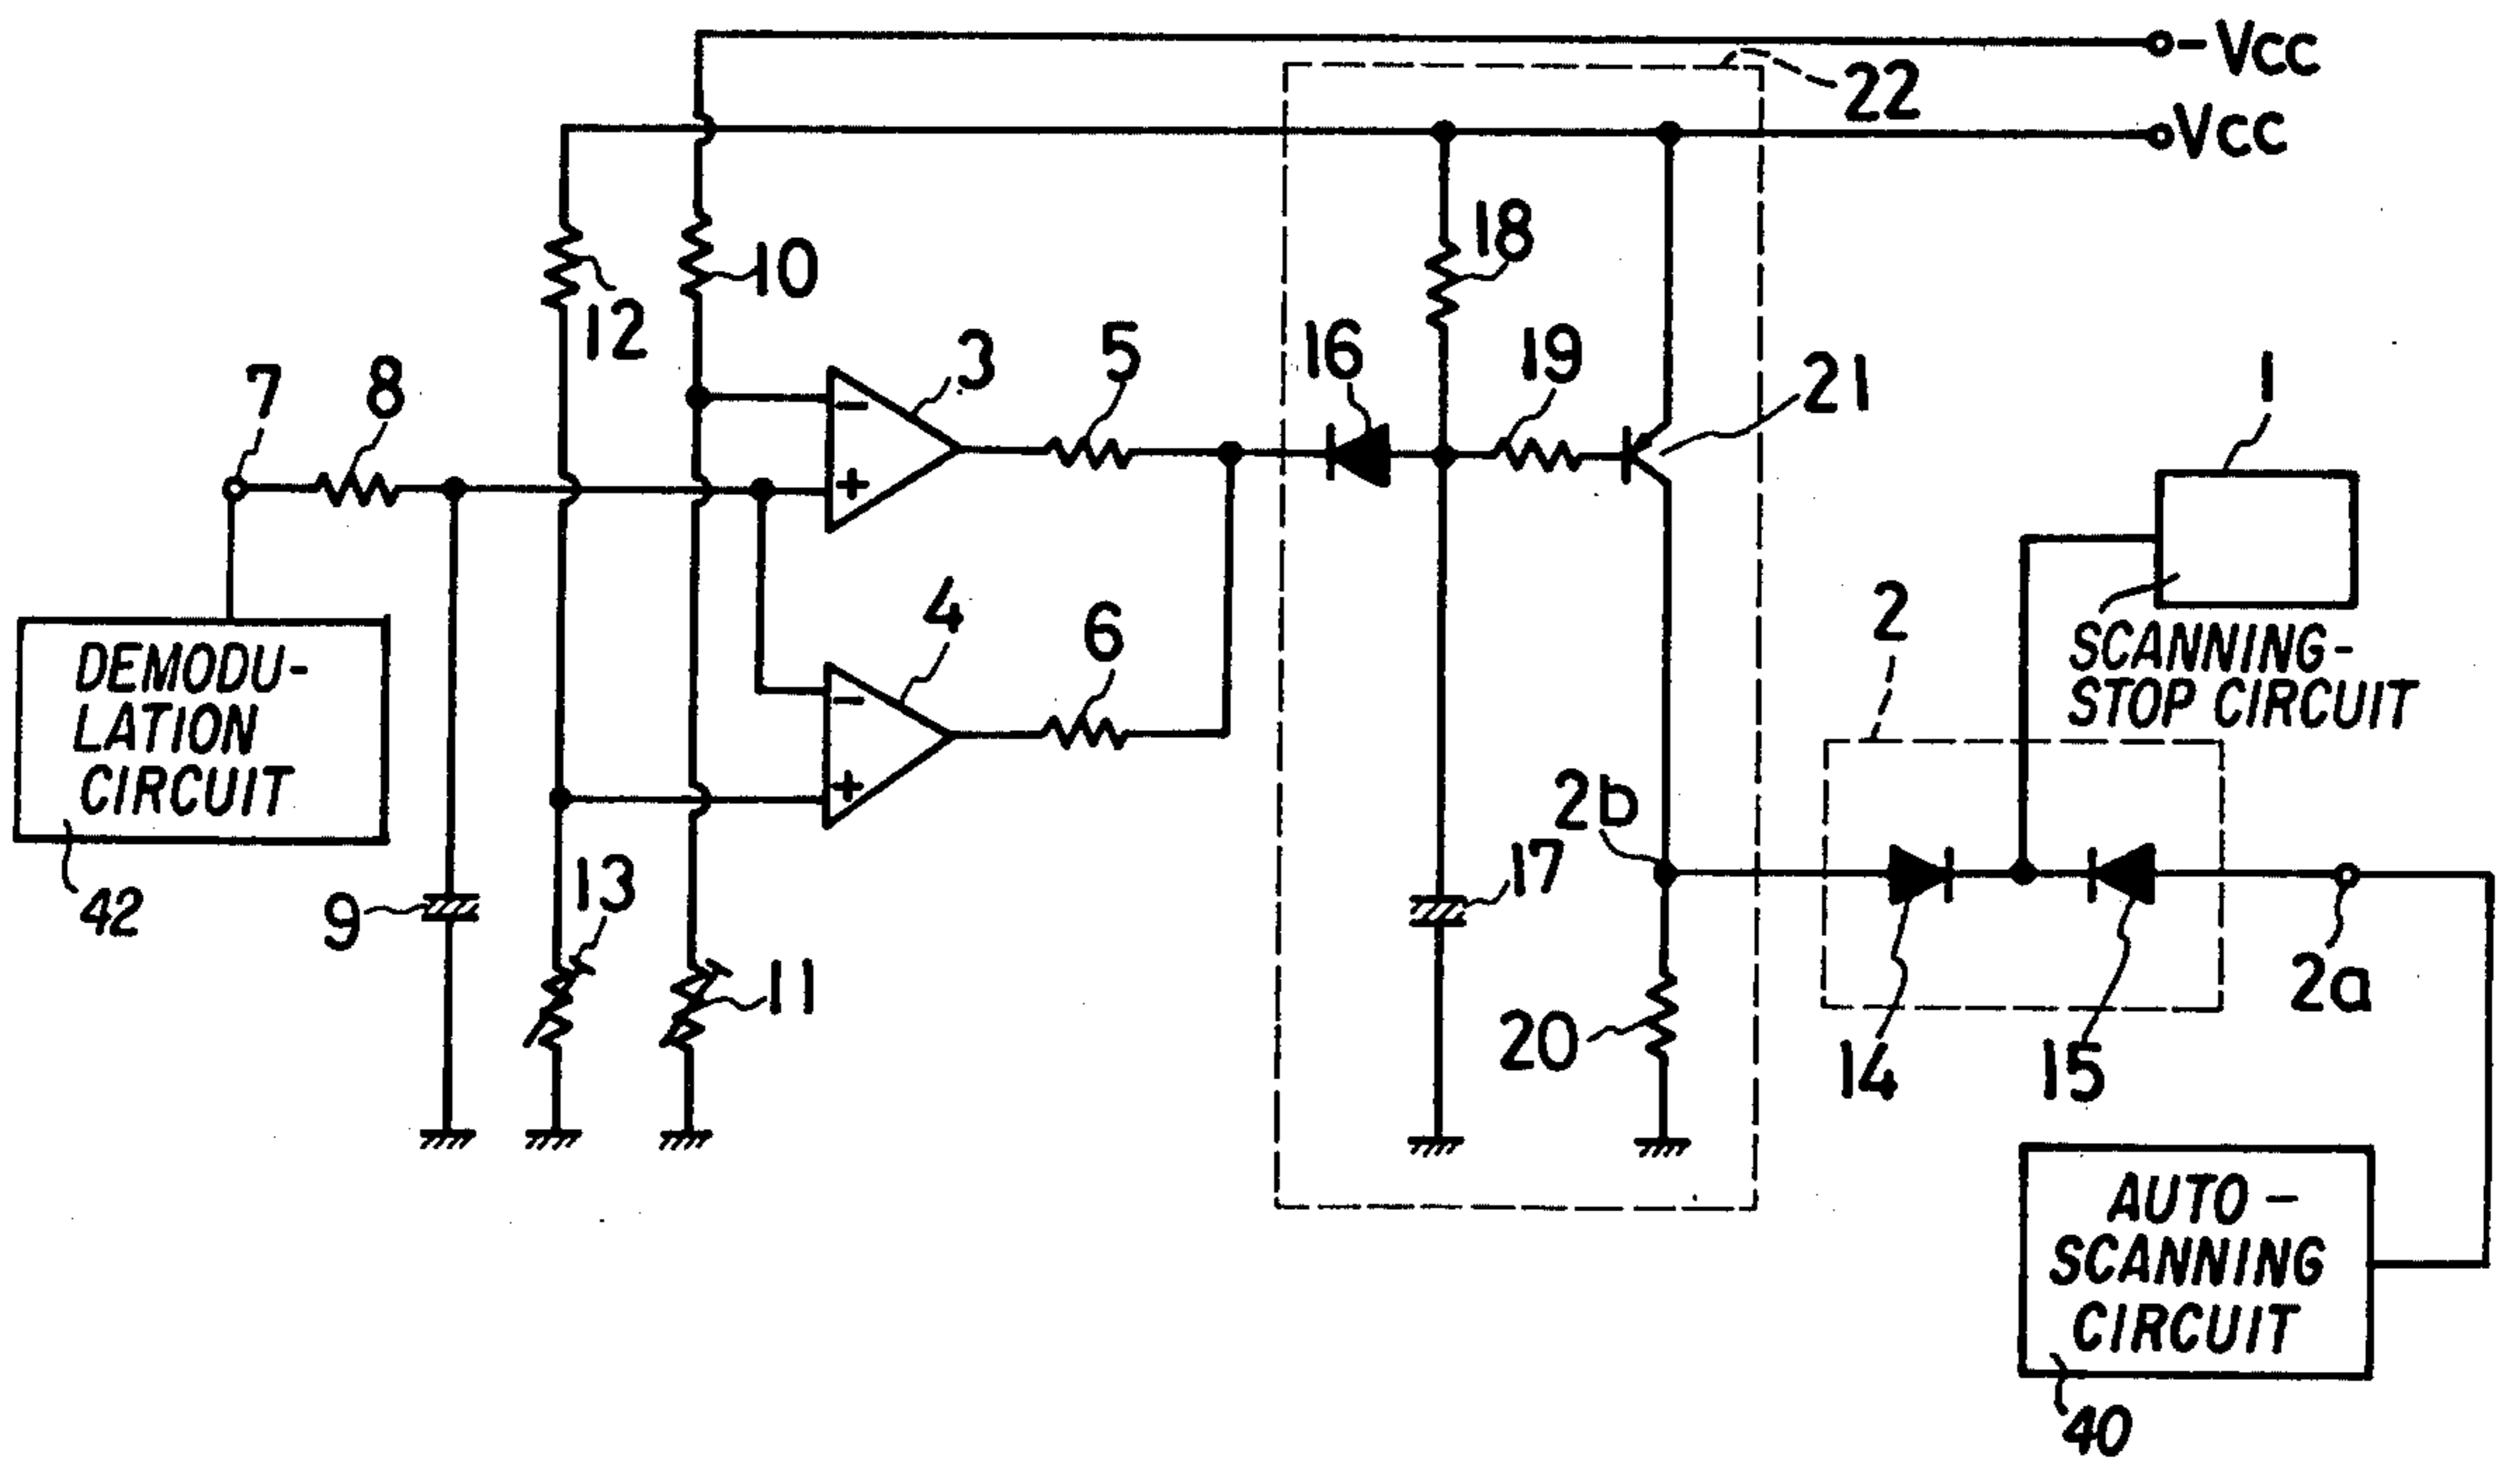 -VCC
22
VCC
18
10
12
3
5
16
19
21
1
7
8
-
+
4
6
2
SCANNING-
STOP CIRCUIT
DEMODU-
LATION
CIRCUIT
-
+
2b
42
9
13
17
11
20
14
15
2a
AUTO-
SCANNING
CIRCUIT
40